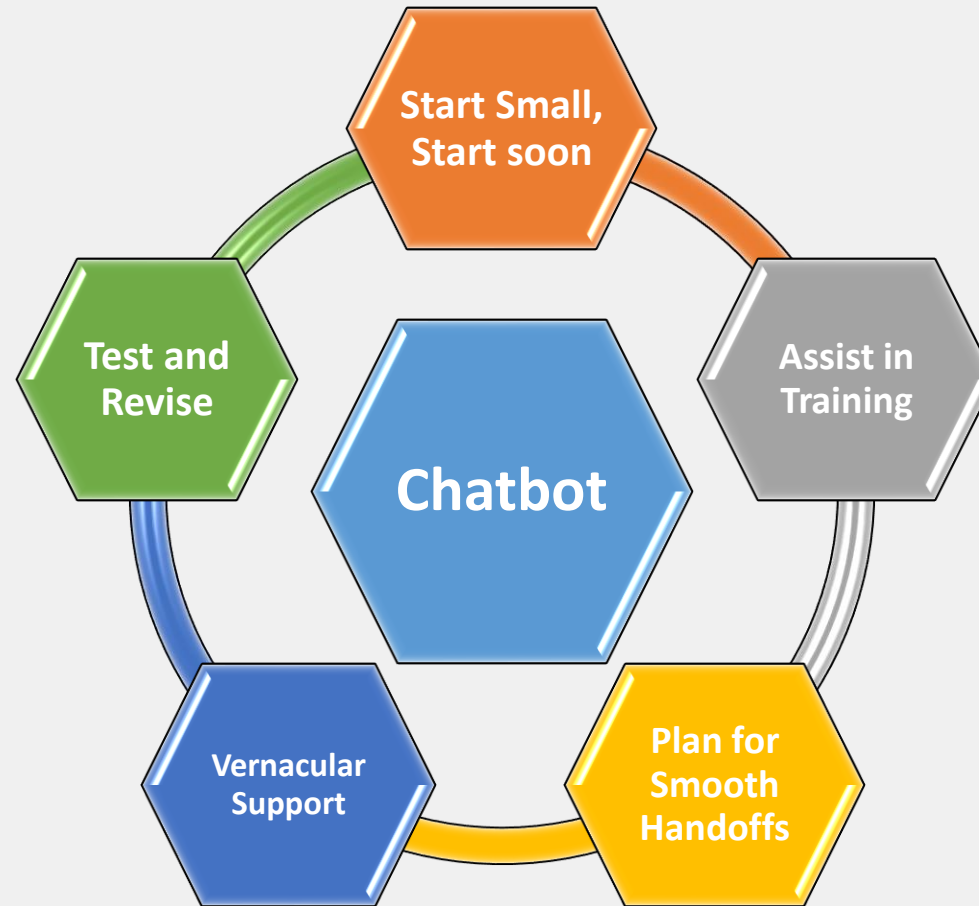 Start Small,
Start soon
Assist in
Training
Plan for
Smooth
Handoffs
Vernacular
Support
Test and
Revise
Chatbot